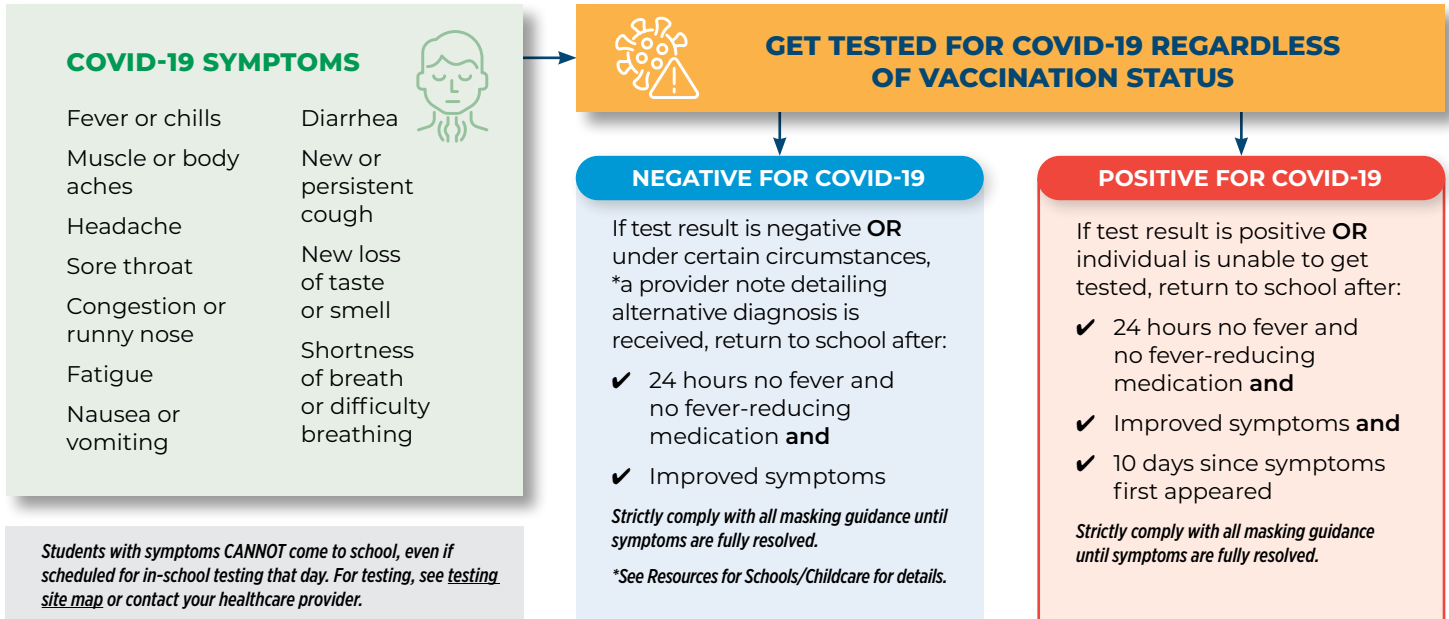 COVID-19 SYMPTOMS
Fever or chills
Muscle or body
aches
Headache
Sore throat
Congestion or
runny nose
Fatigue
Nausea or
vomiting
Diarrhea
New or
persistent
cough
New loss
of taste
or smell
Shortness
of breath
or difficulty
breathing
Students with symptoms CANNOT come to school, even if
scheduled for in-school testing that day. For testing, see testing
site map or contact your healthcare provider.
GET TESTED FOR COVID-19 REGARDLESS
OF VACCINATION STATUS
NEGATIVE FOR COVID-19
If test result is negative OR
under certain circumstances,
*a provider note detailing
alternative diagnosis is
received, return to school after:
✔ 24 hours no fever and
no fever-reducing
medication and
✔ Improved symptoms
Strictly comply with all masking guidance until
symptoms are fully resolved.
*See Resources for Schools/Childcare for details.
POSITIVE FOR COVID-19
If test result is positive OR
individual is unable to get
tested, return to school after:
✔ 24 hours no fever and
no fever-reducing
medication and
✔ Improved symptoms and
✔ 10 days since symptoms
first appeared
Strictly comply with all masking guidance
until symptoms are fully resolved.